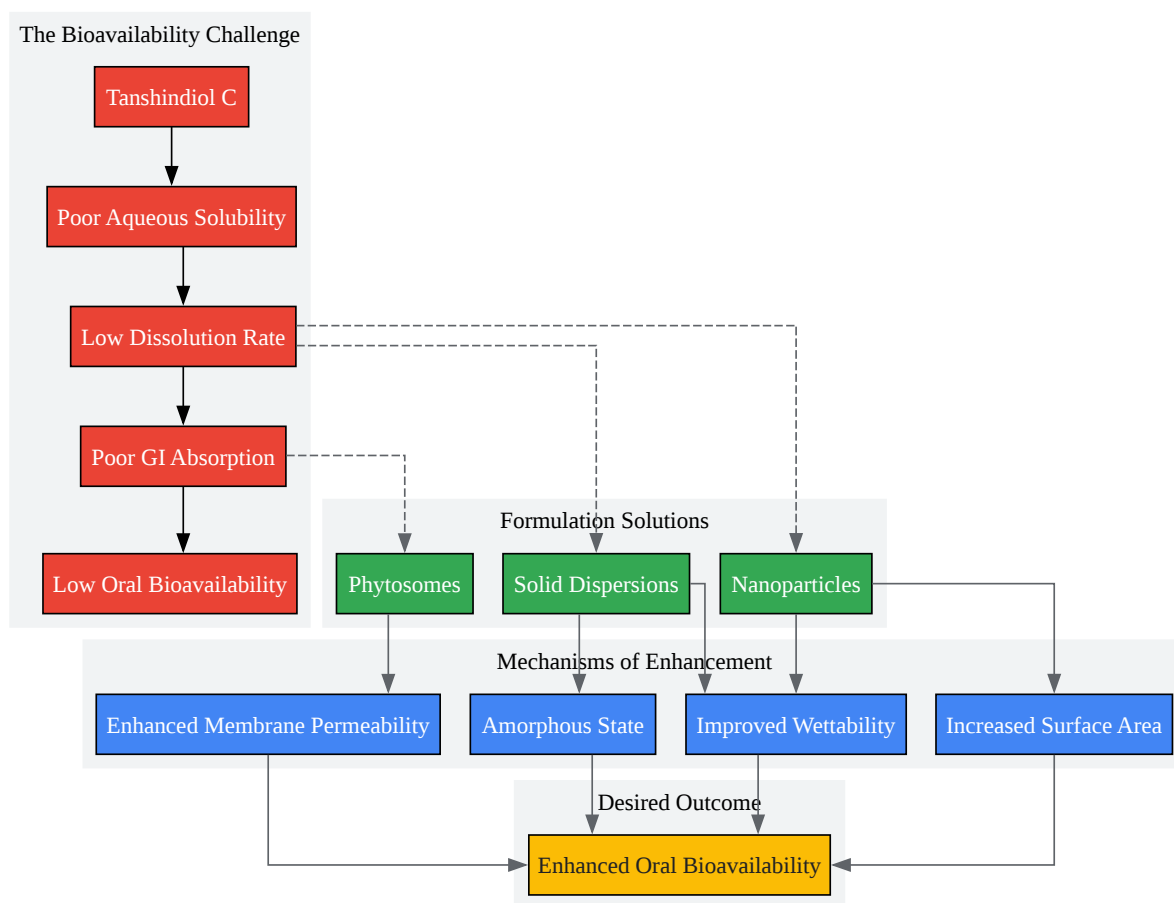 The Bioavailability Challenge
Tanshindiol C
Poor Aqueous Solubility
Low Dissolution Rate
Poor GI Absorption
Low Oral Bioavailability
Formulation Solutions
Phytosomes
Solid Dispersions
Nanoparticles
Mechanisms of Enhancement
Enhanced Membrane Permeability
Amorphous State
Improved Wettability
Increased Surface Area
Desired Outcome
Enhanced Oral Bioavailability